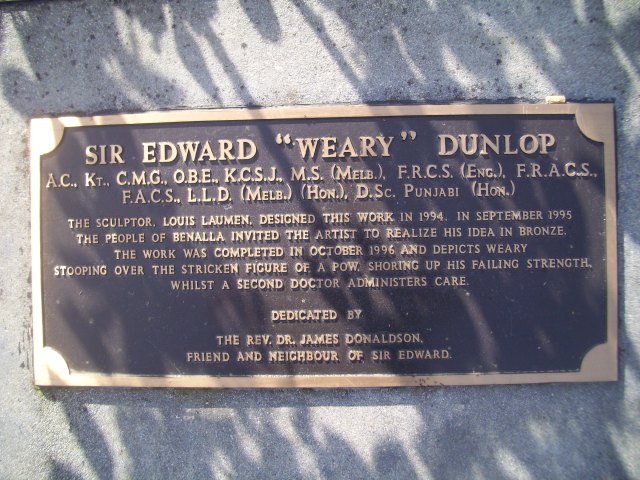 SIR EDWARD "WEARY" DUNLOP
A.C., KT., C.M.G., O.B.E., K.C.S.J., M.S. (MELB.), F.R.C.S. (ENG.), F.R.A.C.S.,
F.A.C.S., L.L.D. (MELB.) (HON.), D.SC. PUNJABI (HON.)
THE SCULPTOR, LOUIS LAUMEN, DESIGNED THIS WORK IN 1994. IN SEPTEMBER 1995
THE PEOPLE OF BENALLA INVITED THE ARTIST TO REALIZE HIS IDEA IN BRONZE.
THE WORK WAS COMPLETED IN OCTOBER 1996 AND DEPICTS WEARY
STOOPING OVER THE STRICKEN FIGURE OF A POW, SHORING UP HIS FAILING STRENGTH,
WHILST A SECOND DOCTOR ADMINISTERS CARE.
DEDICATED BY
THE REV. DR. JAMES DONALDSON,
FRIEND AND NEIGHBOUR OF SIR EDWARD.